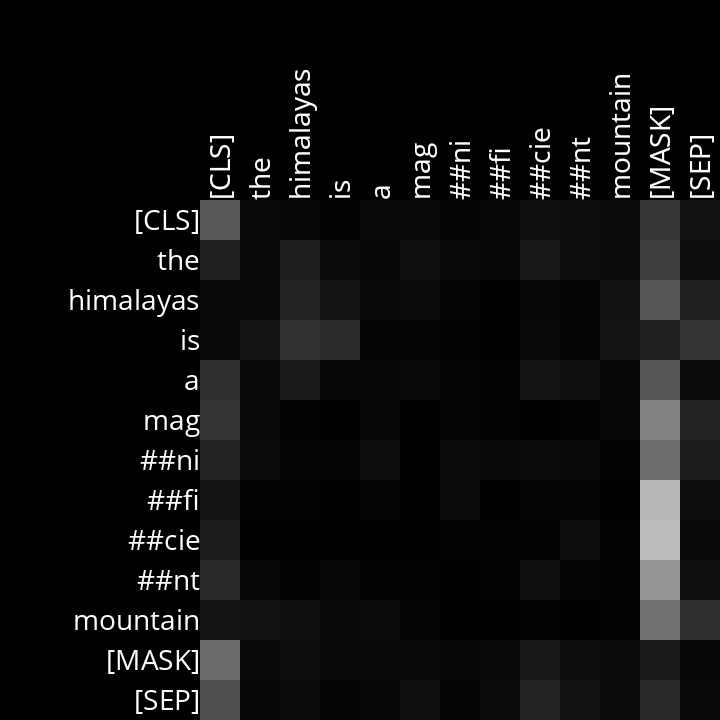 [CLS] the himalayas is a mag ##ni ##fi ##cie ##nt mountain [MASK] [SEP]
[CLS]
the
himalayas
is
a
mag
##ni
##fi
##cie
##nt
mountain
[MASK]
[SEP]